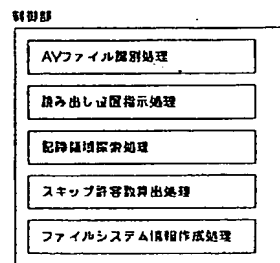 制御部
AVファイル識別処理
読み出し位置指示処理
記録領域探索処理
スキップ許容数算出処理
ファイルシステム情報作成処理